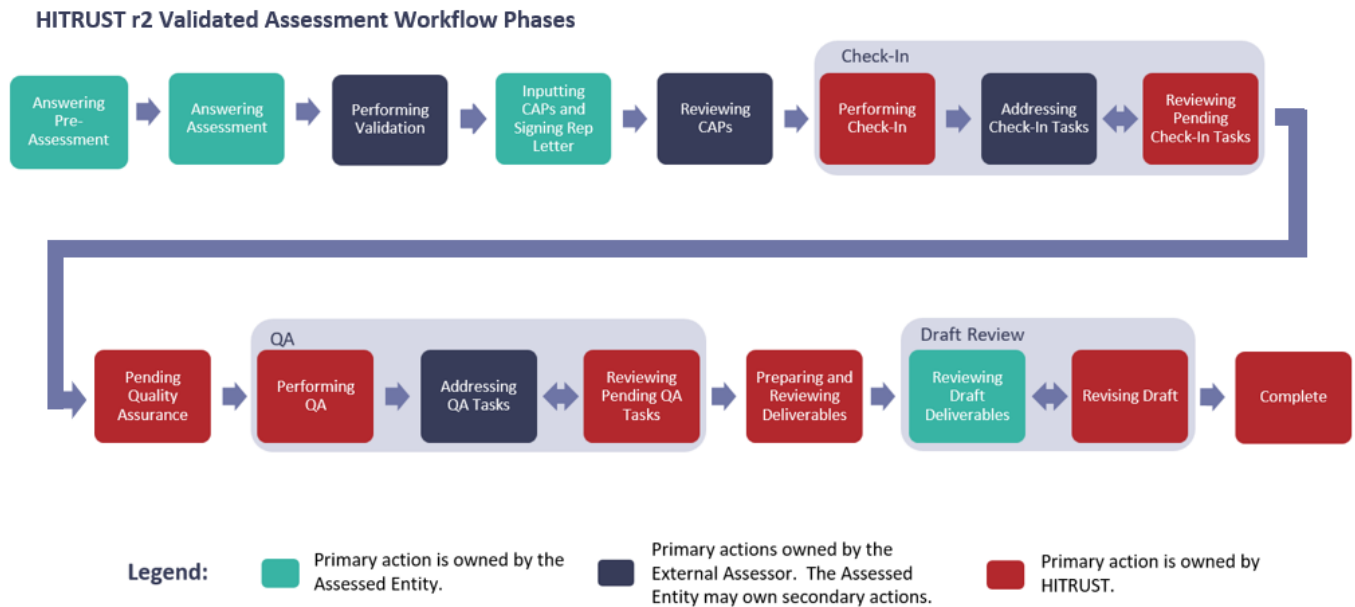 HITRUST r2 Validated Assessment Workflow Phases
Answering
Pre-
Assessment
Answering
Assessment
Performing
Validation
Inputting
CAPs and
Signing Rep
Letter
Reviewing
CAPs
Check-In
Performing
Check-In
Addressing
Check-In Tasks
Reviewing
Pending
Check-In Tasks
Pending
Quality
Assurance
QA
Performing
QA
Addressing
QA Tasks
Reviewing
Pending QA
Tasks
Preparing and
Reviewing
Deliverables
Draft Review
Reviewing
Draft
Deliverables
Revising Draft
Complete
Legend:
Primary action is owned by the
Assessed Entity.
Primary actions owned by the
External Assessor. The Assessed
Entity may own secondary actions.
Primary action is owned by
HITRUST.